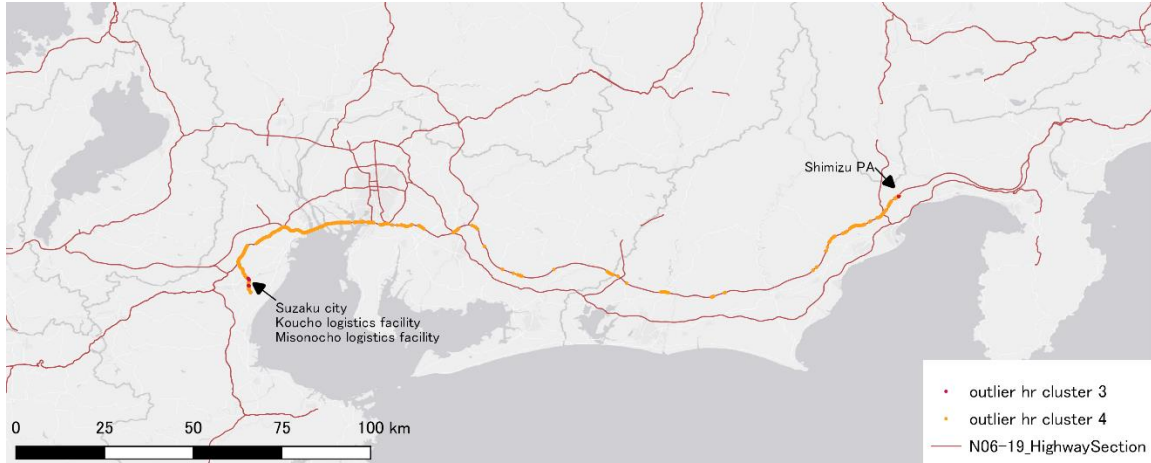 Shimizu PA
Suzaku city
Koucho logistics facility
Misonocho logistics facility
0 25 50 75 100 km
outlier hr cluster 3
outlier hr cluster 4
N06-19_HighwaySection